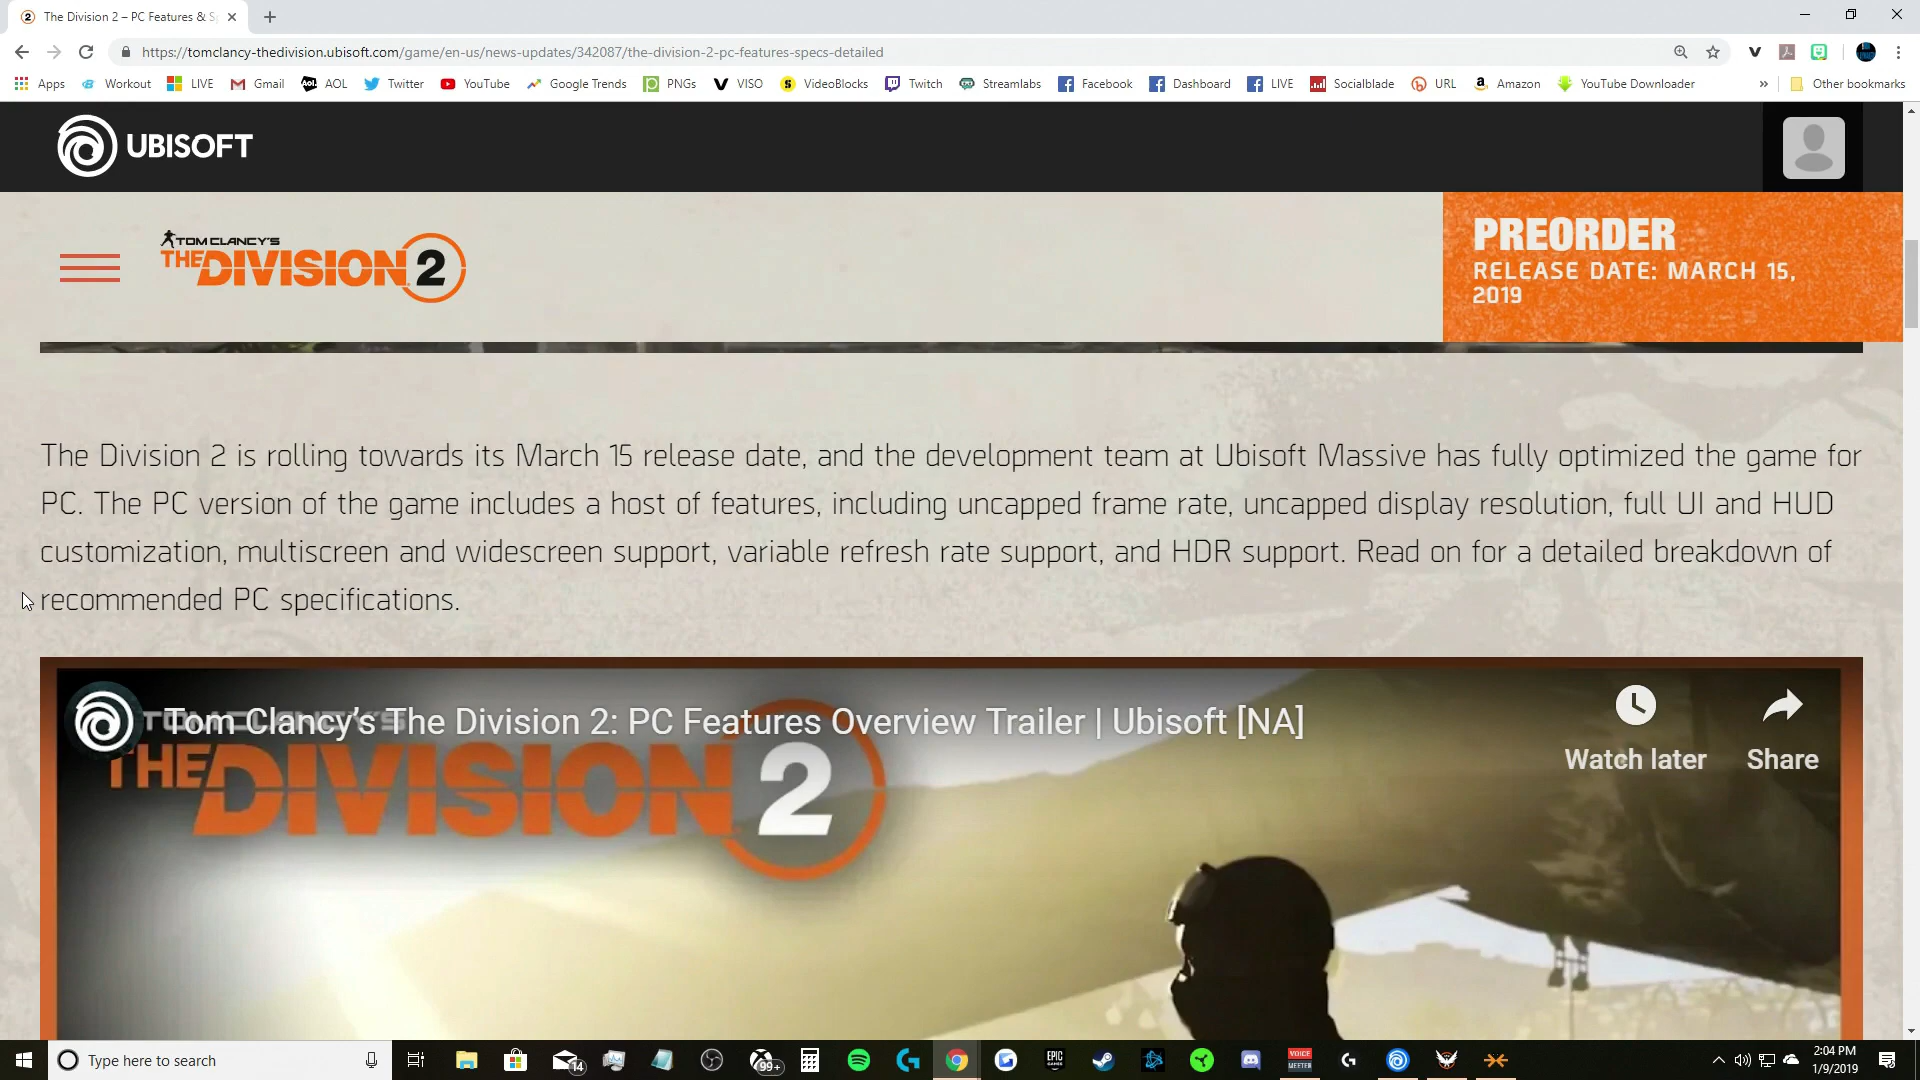 The Division 2 – PC Features & S
https://tomclancy-thedivision.ubisoft.com/game/en-us/news-updates/342087/the-division-2-pc-features-specs-detailed
Apps Workout LIVE Gmail AOL Twitter YouTube Google Trends PNGs VISO VideoBlocks Twitch Streamlabs Facebook Dashboard LIVE Socialblade URL Amazon YouTube Downloader » Other bookmarks
UBISOFT
TOM CLANCY'S
THE DIVISION 2
PREORDER
RELEASE DATE: MARCH 15,
2019
The Division 2 is rolling towards its March 15 release date, and the development team at Ubisoft Massive has fully optimized the game for
PC. The PC version of the game includes a host of features, including uncapped frame rate, uncapped display resolution, full UI and HUD
customization, multiscreen and widescreen support, variable refresh rate support, and HDR support. Read on for a detailed breakdown of
recommended PC specifications.
Tom Clancy’s The Division 2: PC Features Overview Trailer | Ubisoft [NA]
Watch later Share
TOM CLANCY'S
THE DIVISION 2
Type here to search
14
99+
EPIC
GAMES
VOICE
MEETER
2:04 PM
1/9/2019